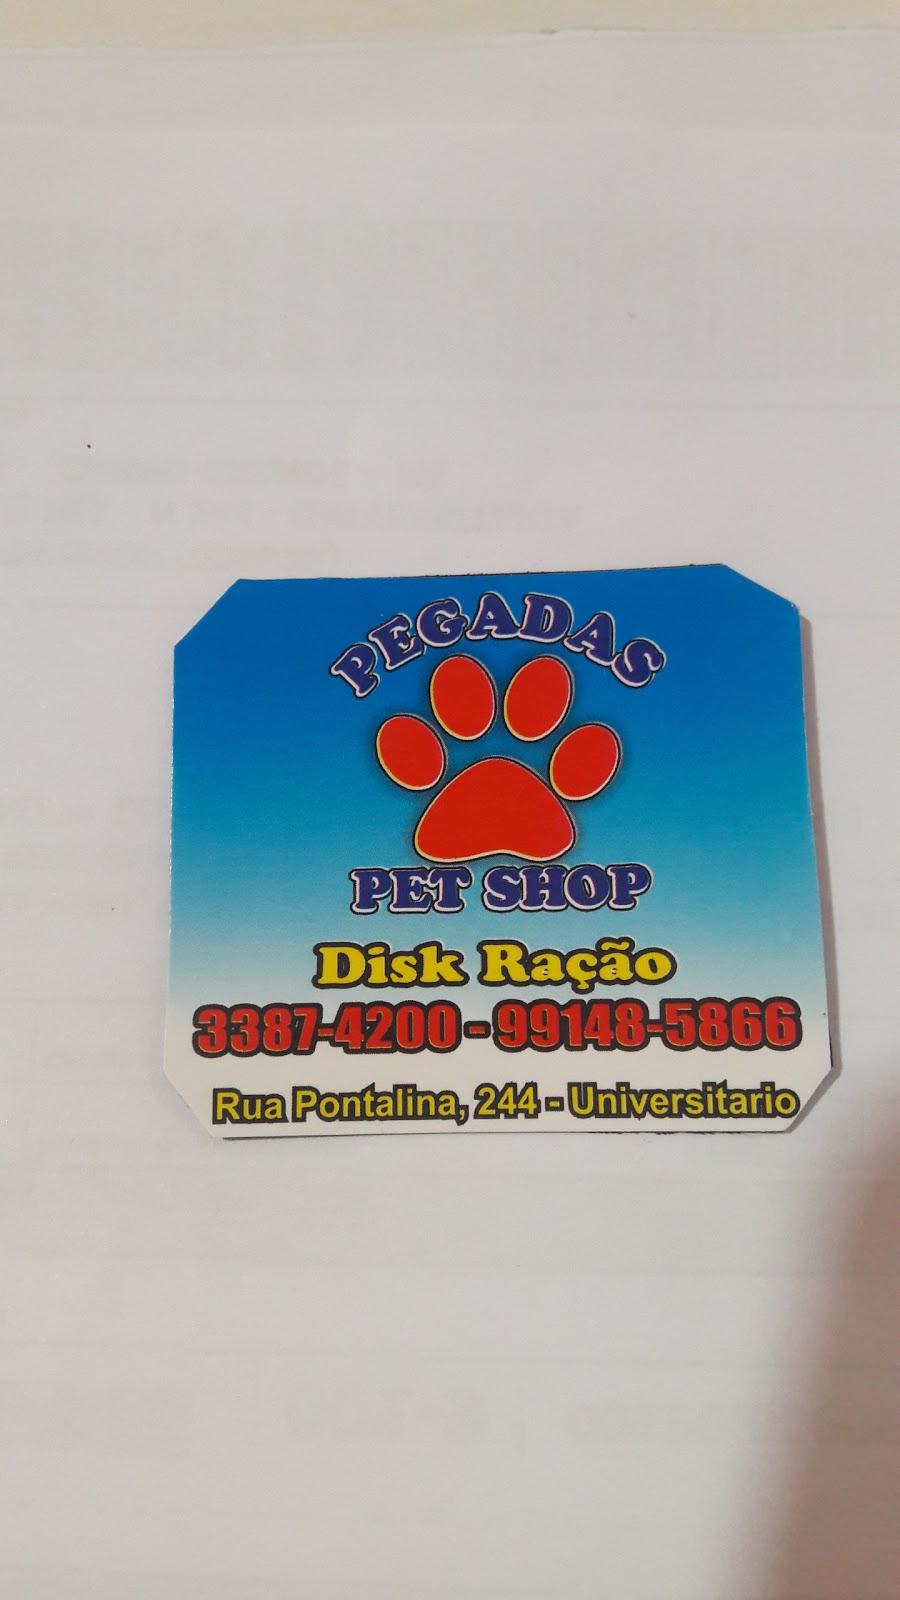 PEGADAS
PET SHOP
Disk Ração
3387-4200 - 99148-5866
Rua Pontalina, 244 - Universitario